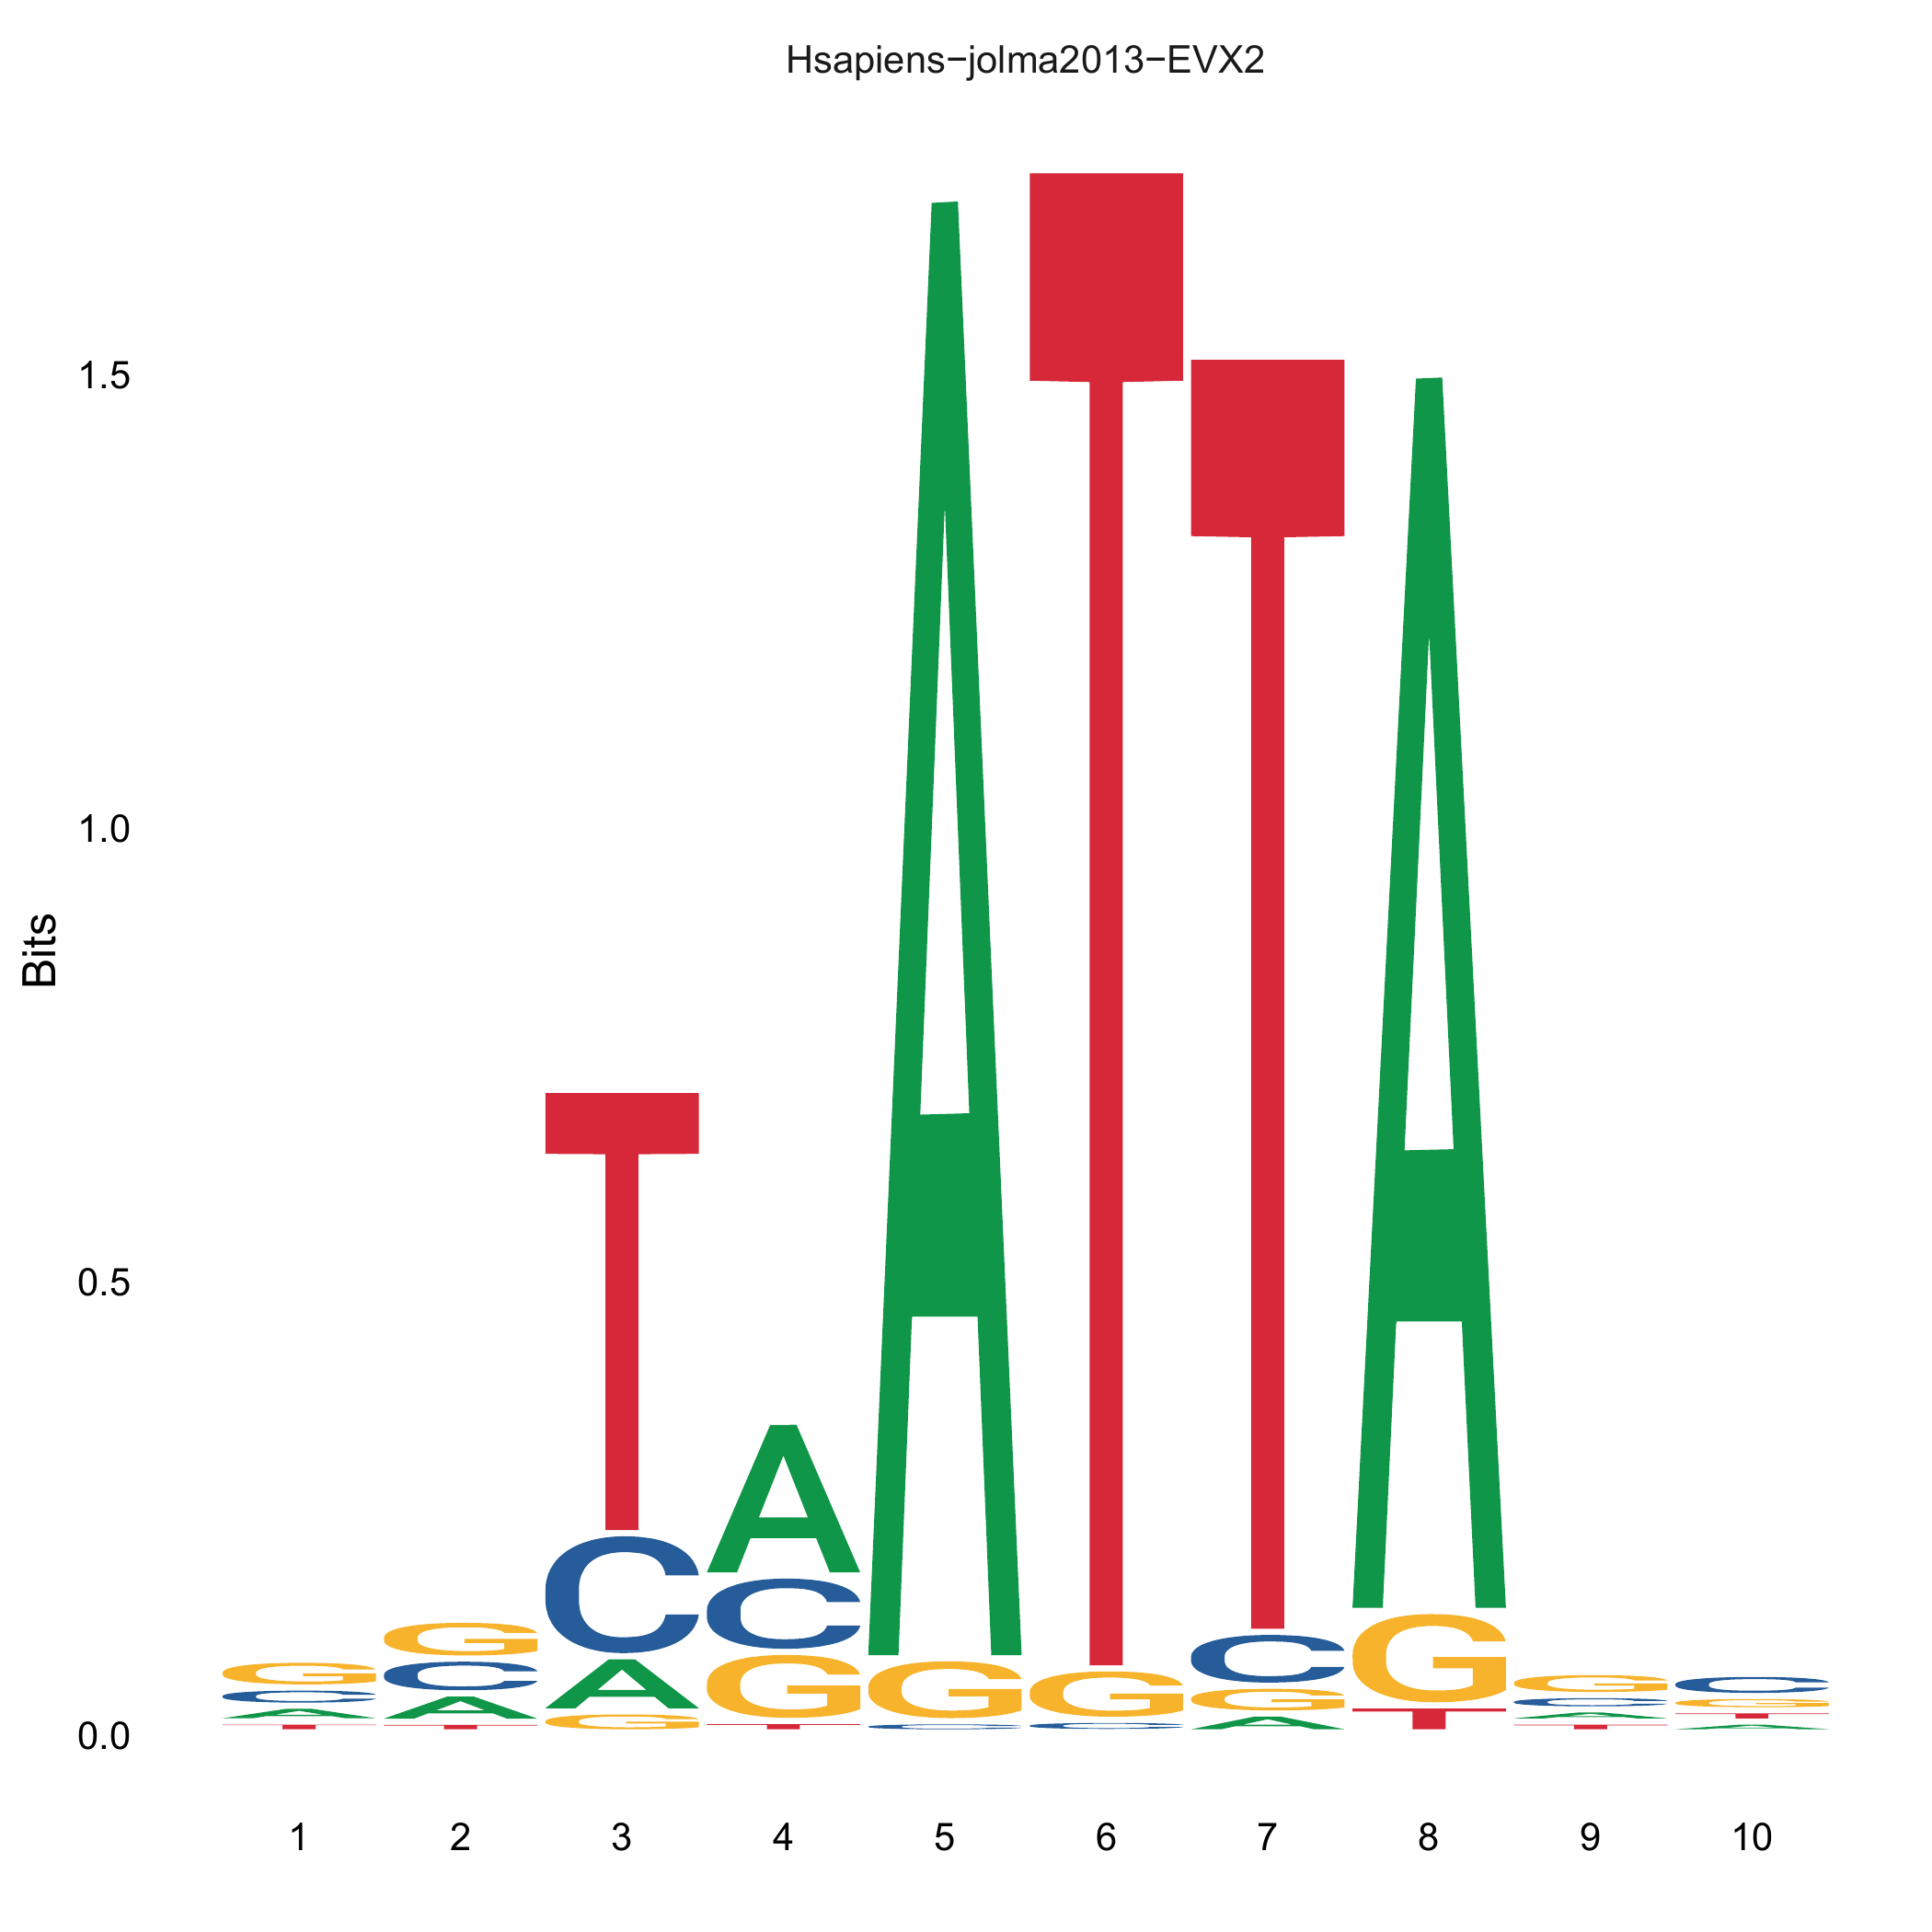 Hsapiens−jolma2013−EVX2
1.5
1.0
0.5
0.0
Bits
G C A T
G C A T
T C A G
A C G T
A G C
T G C
T C G A
A G T
G C A T
C G T A
1 2 3 4 5 6 7 8 9 10